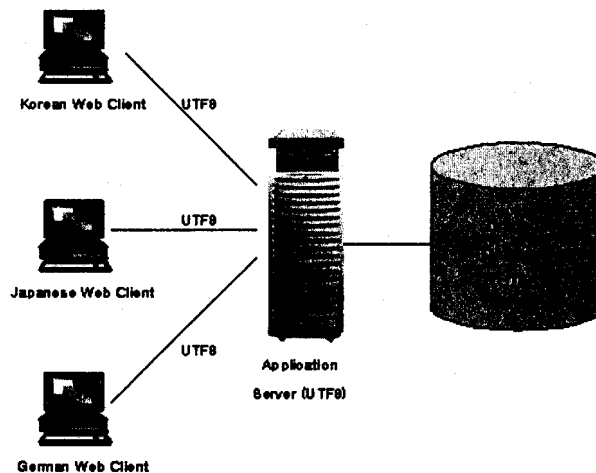 Korean Web Client
UTF8
UTF8
Japanese Web Client
UTF8
Application
Server (UTF8)
German Web Client